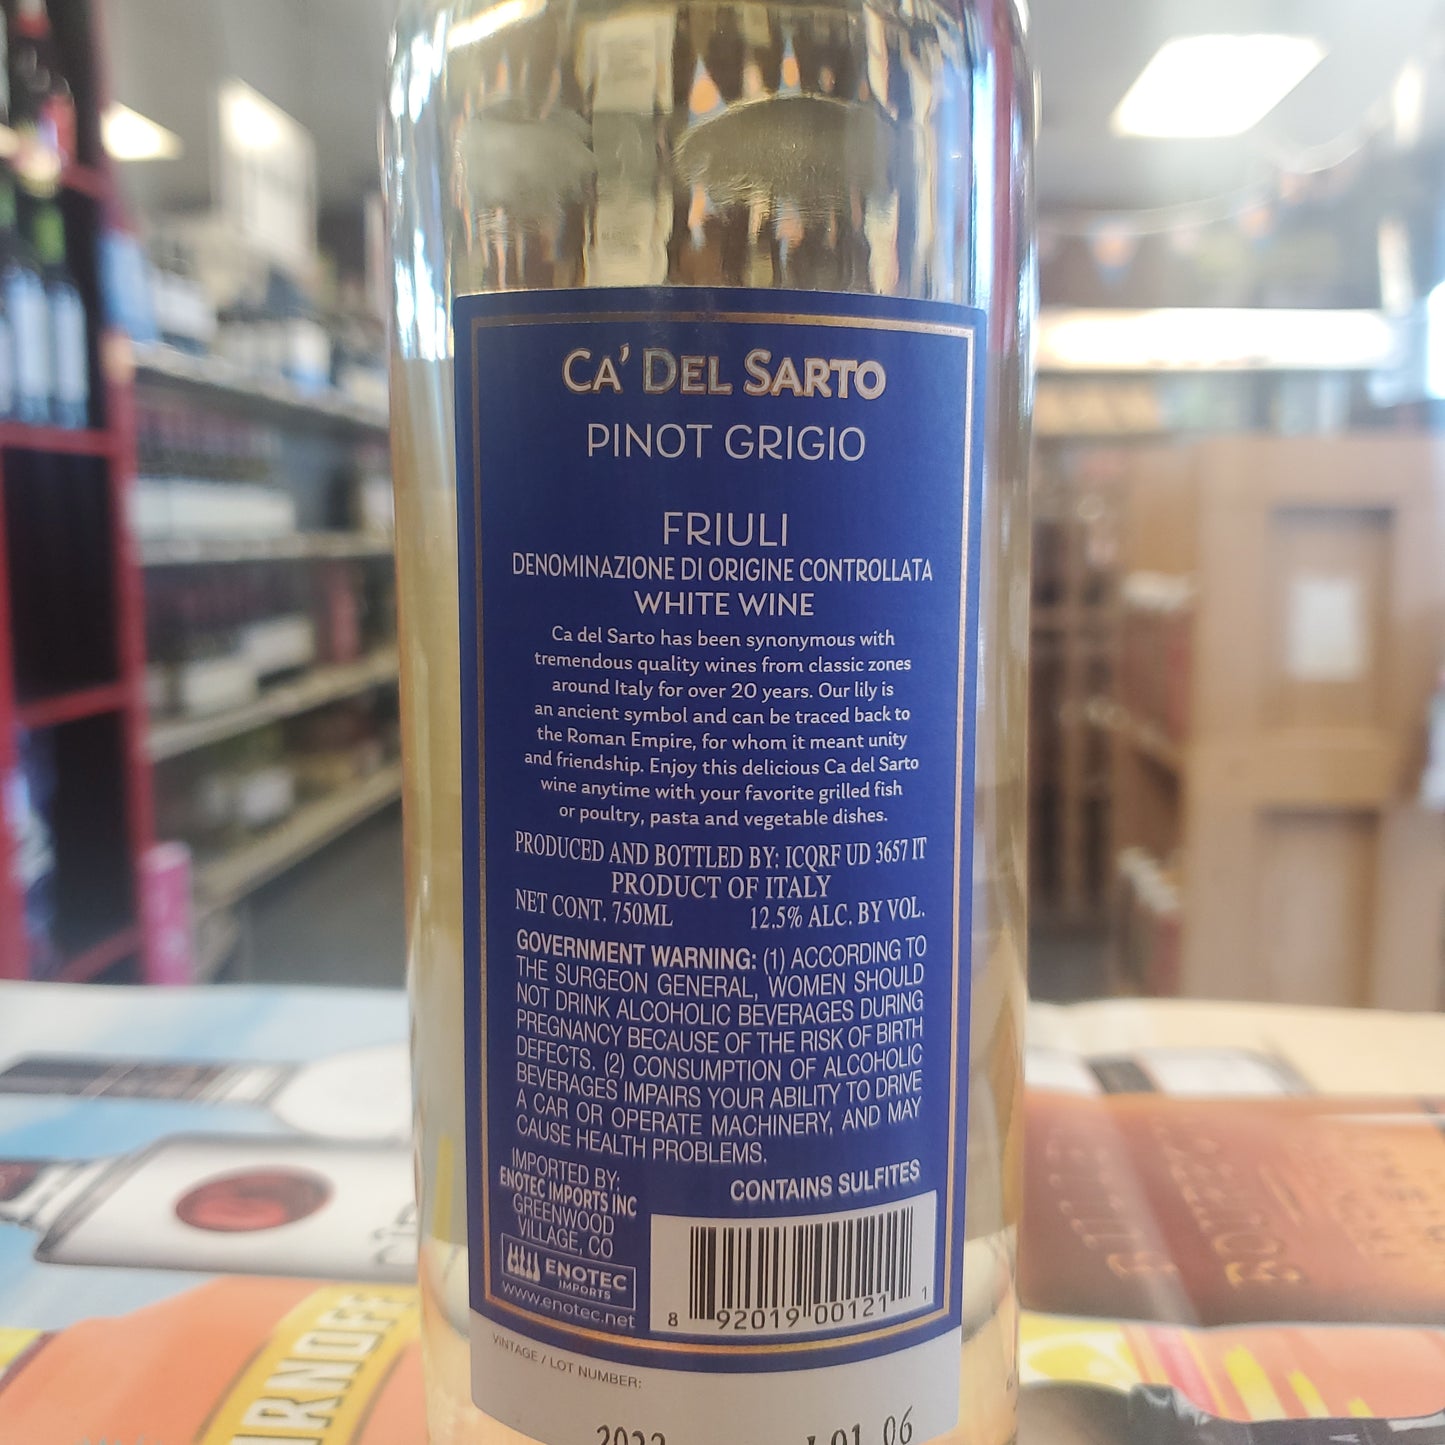 CA' DEL SARTO
PINOT GRIGIO
FRIULI
DENOMINAZIONE DI ORIGINE CONTROLLATA
WHITE WINE
Ca del Sarto has been synonymous with
tremendous quality wines from classic zones
around Italy for over 20 years. Our lily is
an ancient symbol and can be traced back to
the Roman Empire, for whom it meant unity
and friendship. Enjoy this delicious Ca del Sarto
wine anytime with your favorite grilled fish
or poultry, pasta and vegetable dishes.
PRODUCED AND BOTTLED BY: ICQRF UD 3657 IT
PRODUCT OF ITALY
NET CONT. 750ML 12.5% ALC. BY VOL.
GOVERNMENT WARNING: (1) ACCORDING TO
THE SURGEON GENERAL, WOMEN SHOULD
NOT DRINK ALCOHOLIC BEVERAGES DURING
PREGNANCY BECAUSE OF THE RISK OF BIRTH
DEFECTS. (2) CONSUMPTION OF ALCOHOLIC
BEVERAGES IMPAIRS YOUR ABILITY TO DRIVE
A CAR OR OPERATE MACHINERY, AND MAY
CAUSE HEALTH PROBLEMS.
CONTAINS SULFITES
IMPORTED BY:
ENOTEC IMPORTS INC
GREENWOOD
VILLAGE, CO
ENOTEC
IMPORTS
www.enotec.net
8 92019 00121 1
VINTAGE / LOT NUMBER:
2022 L01 06